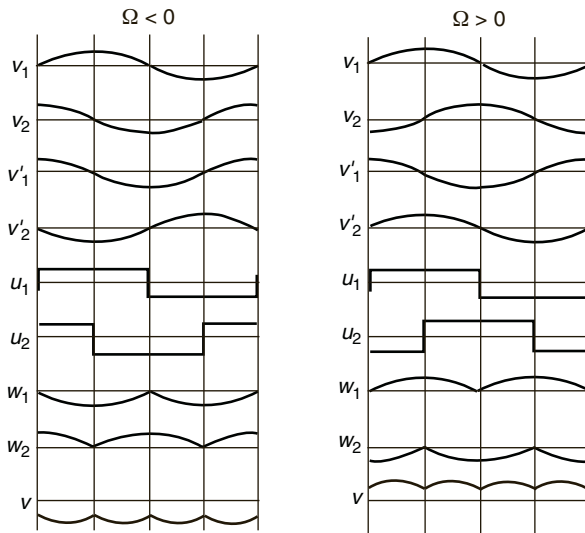 Ω < 0
v₁
v₂
v′₁
v′₂
u₁
u₂
w₁
w₂
v
Ω > 0
v₁
v₂
v′₁
v′₂
u₁
u₂
w₁
w₂
v